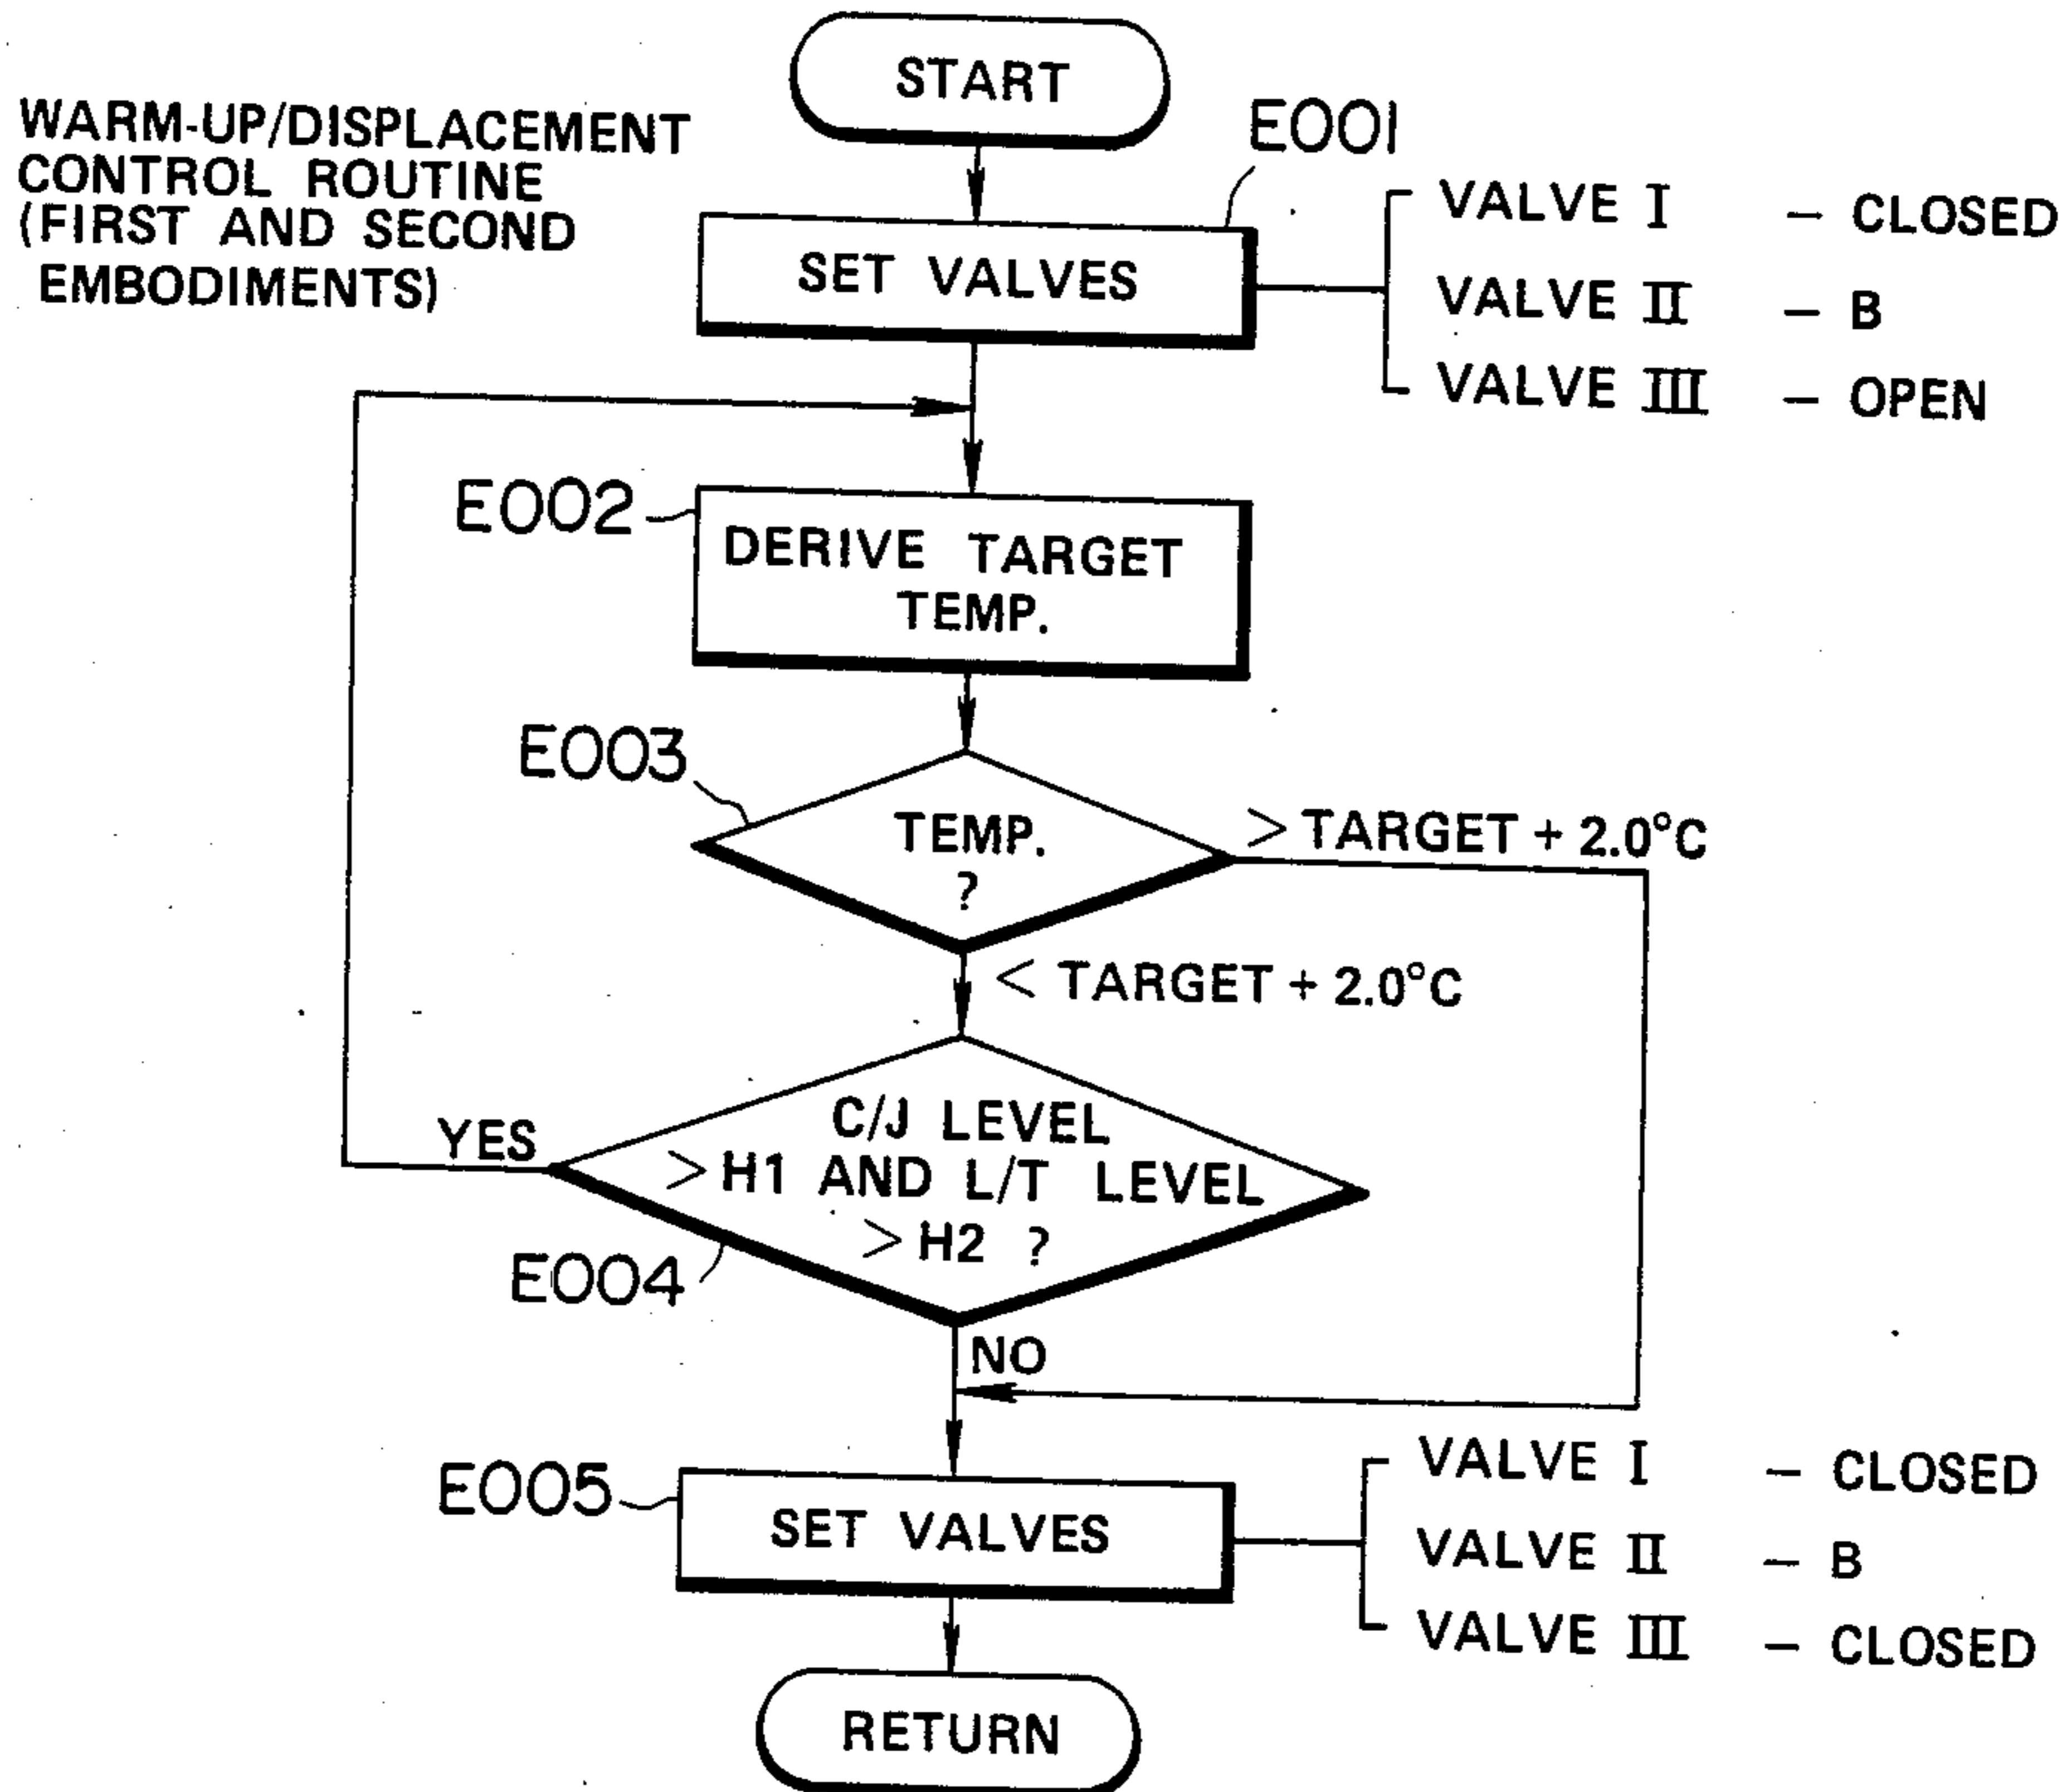 START
WARM-UP/DISPLACEMENT
CONTROL ROUTINE
(FIRST AND SECOND
EMBODIMENTS)
E001
SET VALVES
VALVE I – CLOSED
VALVE II – B
VALVE III – OPEN
E002
DERIVE TARGET
TEMP.
E003
TEMP.
?
> TARGET + 2.0°C
< TARGET + 2.0°C
C/J LEVEL
> H1 AND L/T LEVEL
> H2 ?
YES
E004
NO
E005
SET VALVES
VALVE I – CLOSED
VALVE II – B
VALVE III – CLOSED
RETURN